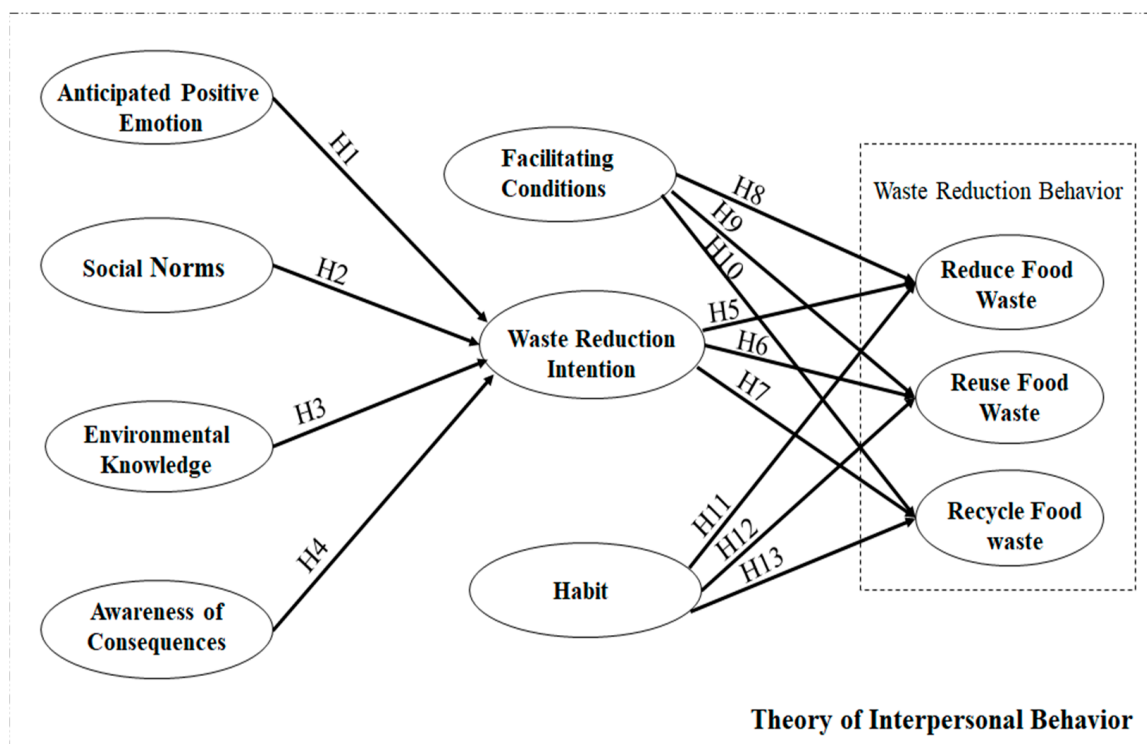 Anticipated Positive
Emotion
H1
Social Norms
H2
Environmental
Knowledge
H3
Awareness of
Consequences
H4
Facilitating
Conditions
H8
H9
H10
Waste Reduction
Intention
H5
H6
H7
Habit
H11
H12
H13
Waste Reduction Behavior
Reduce Food
Waste
Reuse Food
Waste
Recycle Food
waste
Theory of Interpersonal Behavior